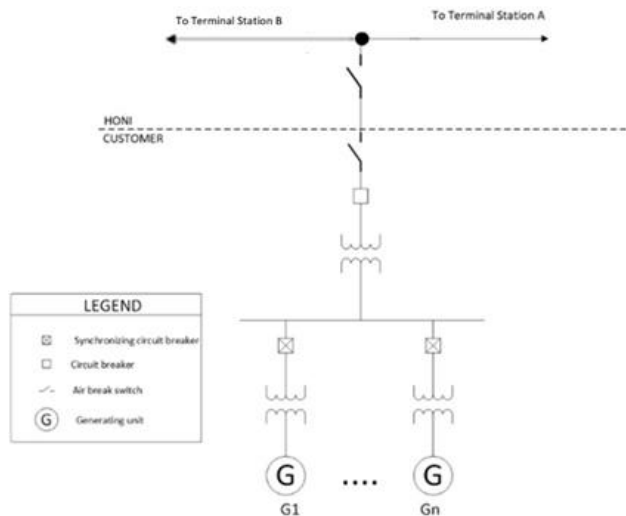 To Terminal Station B
To Terminal Station A
HONI
CUSTOMER
LEGEND
Synchronizing circuit breaker
Circuit breaker
Air break switch
G Generating unit
G .... G
G1 Gn